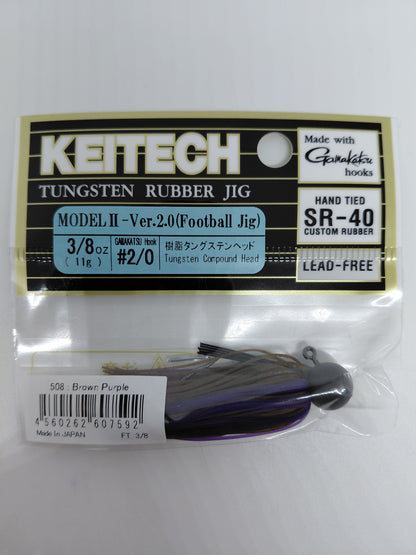 KEITECH
TUNGSTEN RUBBER JIG
Made with
Gamakatsu
hooks
MODEL II -Ver.2.0(Football Jig)
3/8oz
(11g)
GAMAKATSU Hook
#2/0
樹脂タングステンヘッド
Tungsten Compound Head
HAND TIED
SR-40
CUSTOM RUBBER
LEAD-FREE
508 : Brown Purple
4 560262 607592
Made In JAPAN
FT. 3/8